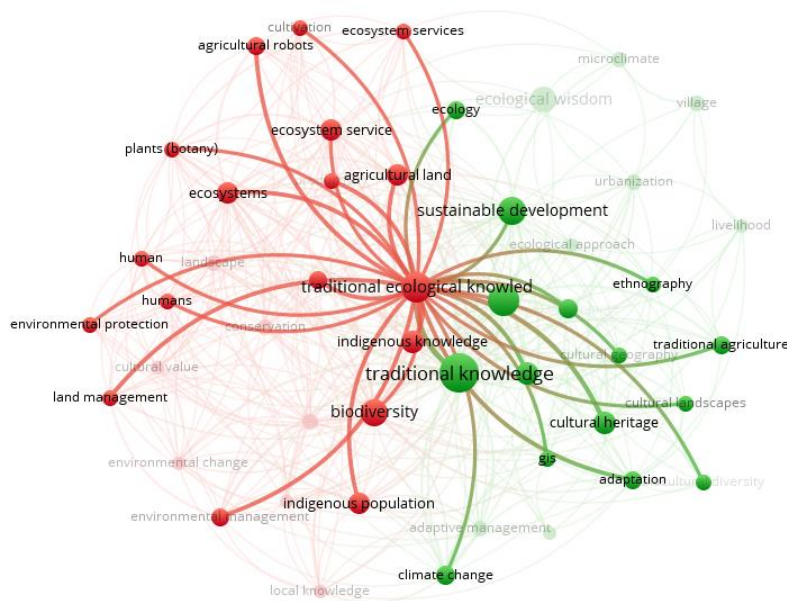 cultivation
ecosystem services
agricultural robots
microclimate
ecological wisdom
village
ecology
ecosystem service
plants (botany)
agricultural land
urbanization
ecosystems
sustainable development
livelihood
ecological approach
human
landscape
ethnography
traditional ecological knowled
humans
environmental protection
conservation
indigenous knowledge
traditional agriculture
cultural geography
cultural value
traditional knowledge
land management
cultural landscapes
biodiversity
cultural heritage
environmental change
gis
adaptation
cultural diversity
indigenous population
environmental management
adaptive management
climate change
local knowledge